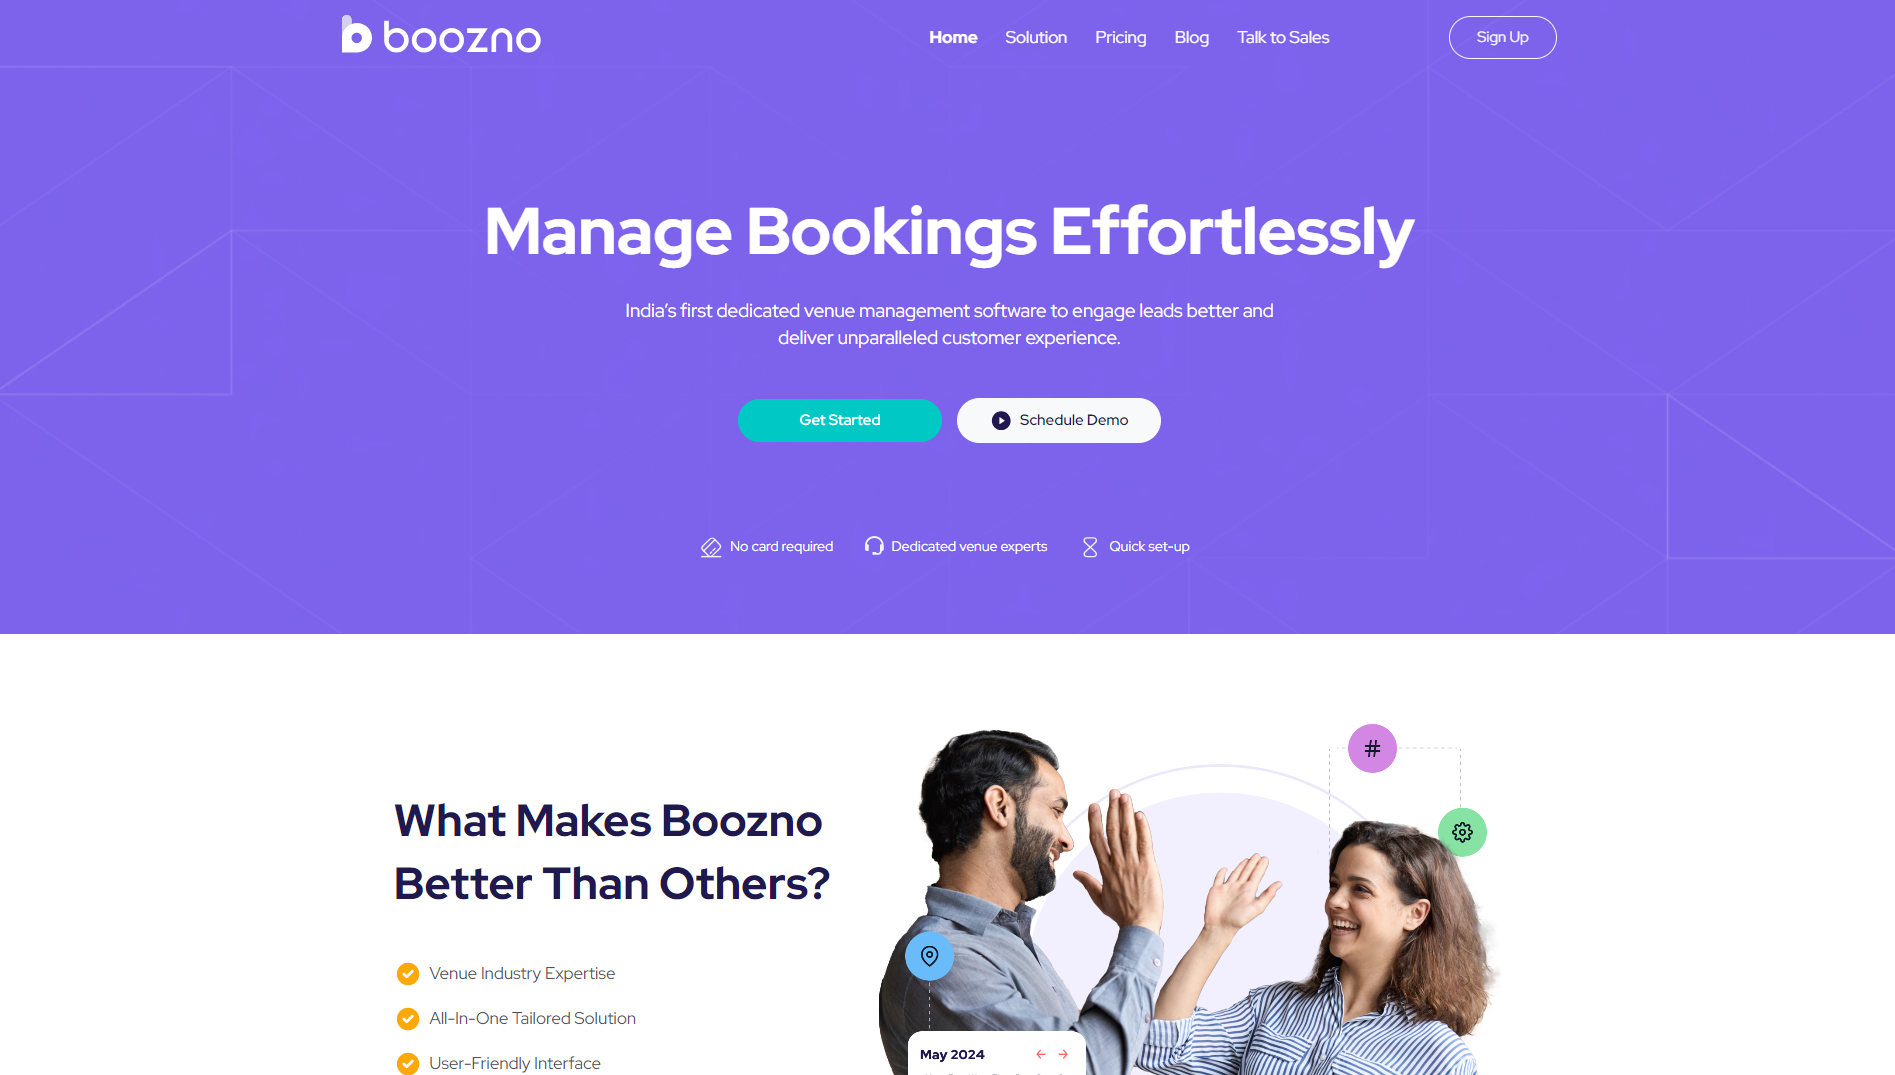 boozno
Home Solution Pricing Blog Talk to Sales Sign Up
Manage Bookings Effortlessly
India's first dedicated venue management software to engage leads better and
deliver unparalleled customer experience.
Get Started Schedule Demo
No card required Dedicated venue experts Quick set-up
#
What Makes Boozno
Better Than Others?
Venue Industry Expertise
All-In-One Tailored Solution
User-Friendly Interface
May 2024